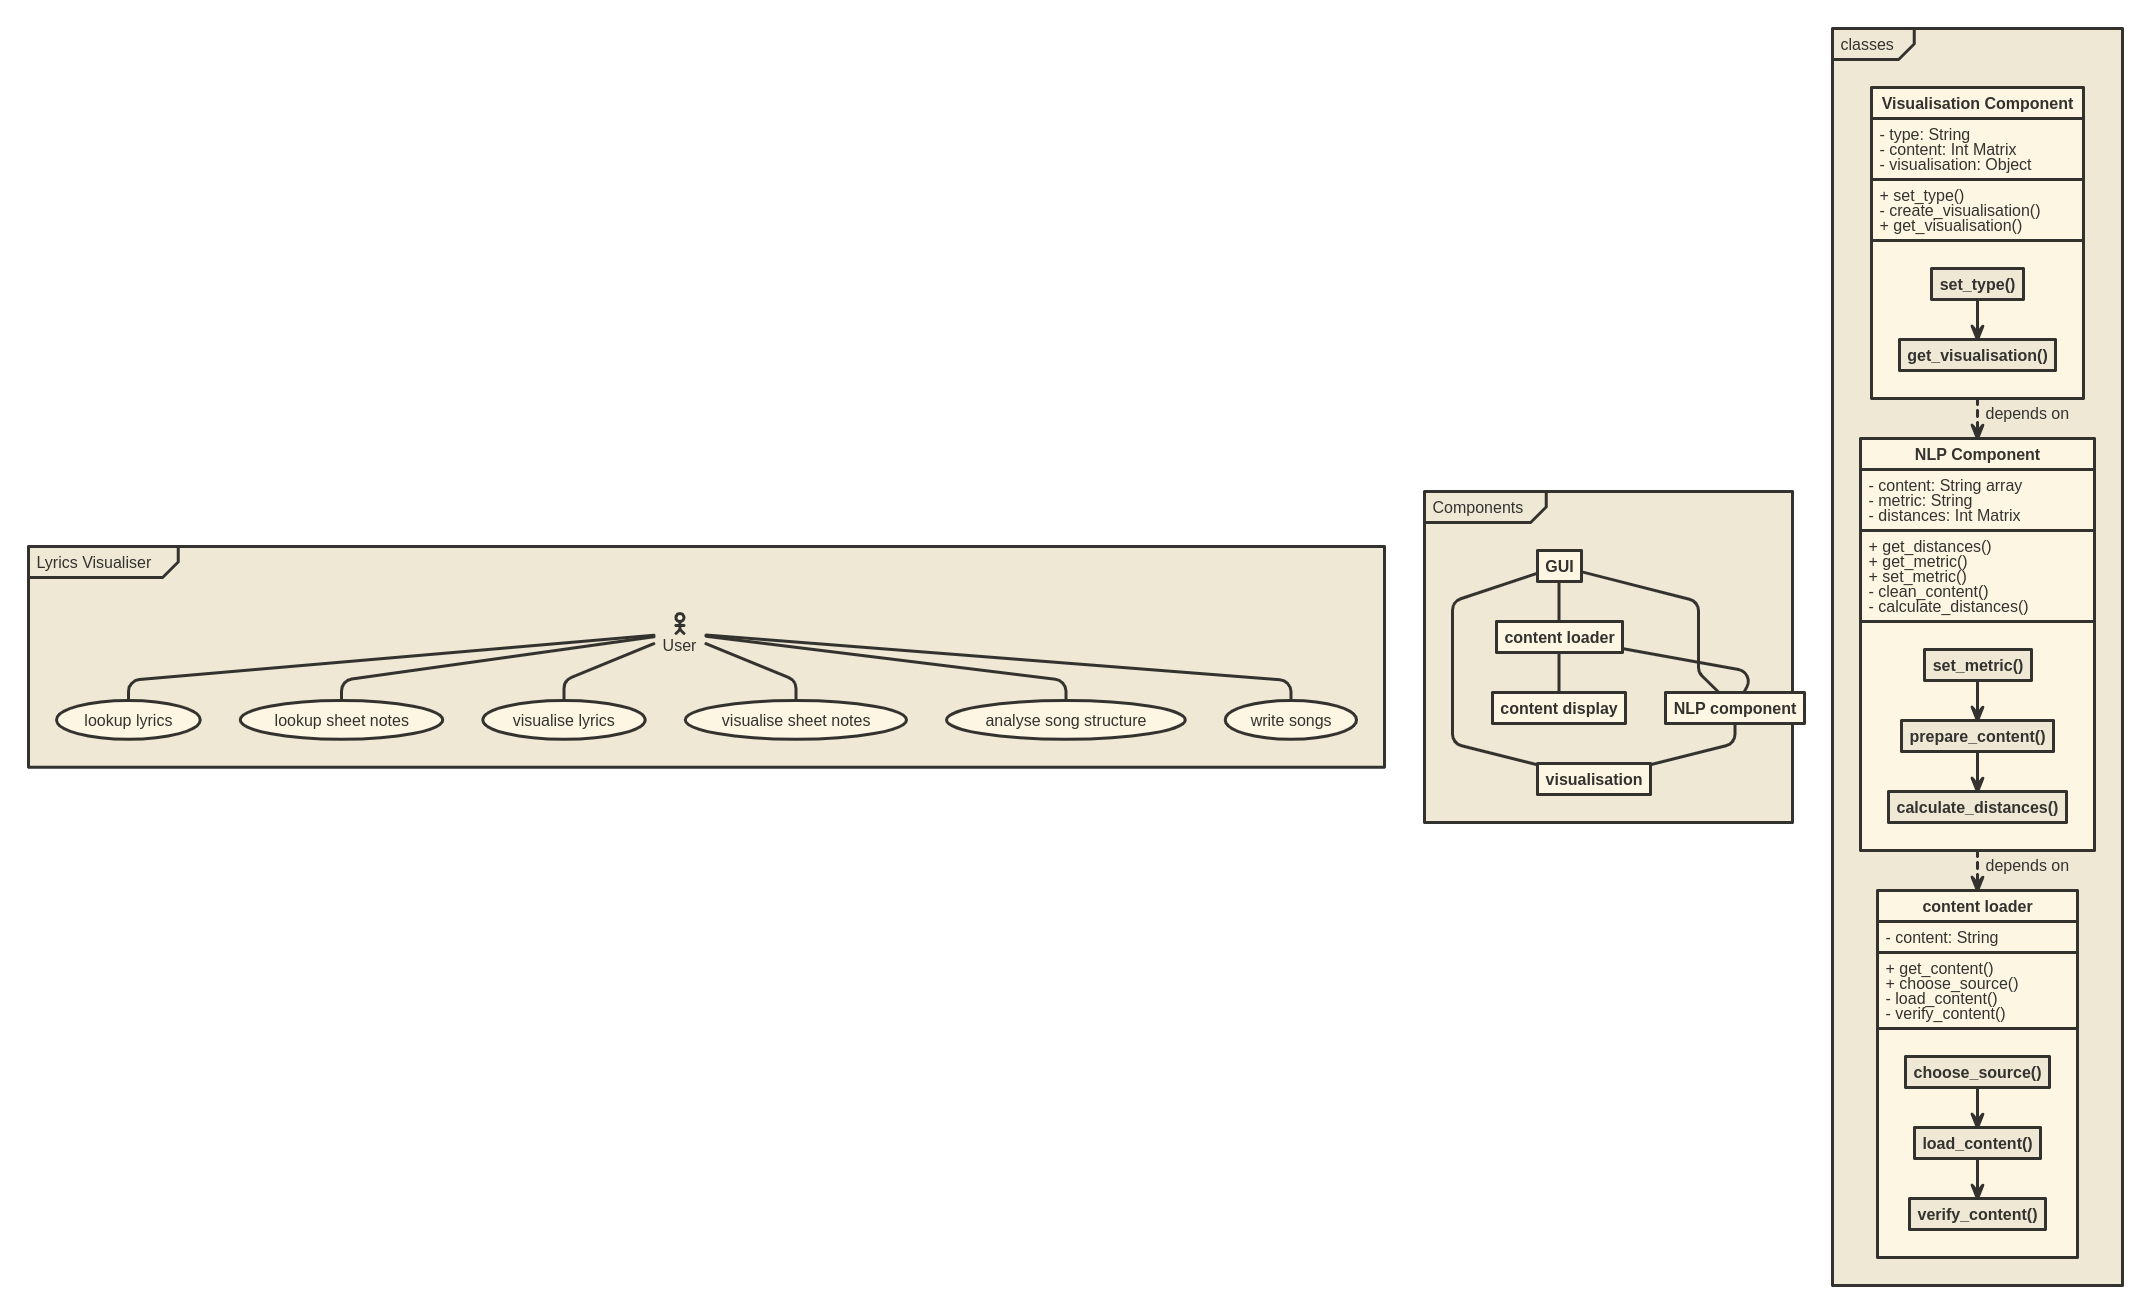 Lyrics Visualiser
User
lookup lyrics
lookup sheet notes
visualise lyrics
visualise sheet notes
analyse song structure
write songs
Components
GUI
content loader
content display
NLP component
visualisation
classes
Visualisation Component
- type: String
- content: Int Matrix
- visualisation: Object
+ set_type()
- create_visualisation()
+ get_visualisation()
set_type()
get_visualisation()
depends on
NLP Component
- content: String array
- metric: String
- distances: Int Matrix
+ get_distances()
+ get_metric()
+ set_metric()
- clean_content()
- calculate_distances()
set_metric()
prepare_content()
calculate_distances()
depends on
content loader
- content: String
+ get_content()
+ choose_source()
- load_content()
- verify_content()
choose_source()
load_content()
verify_content()